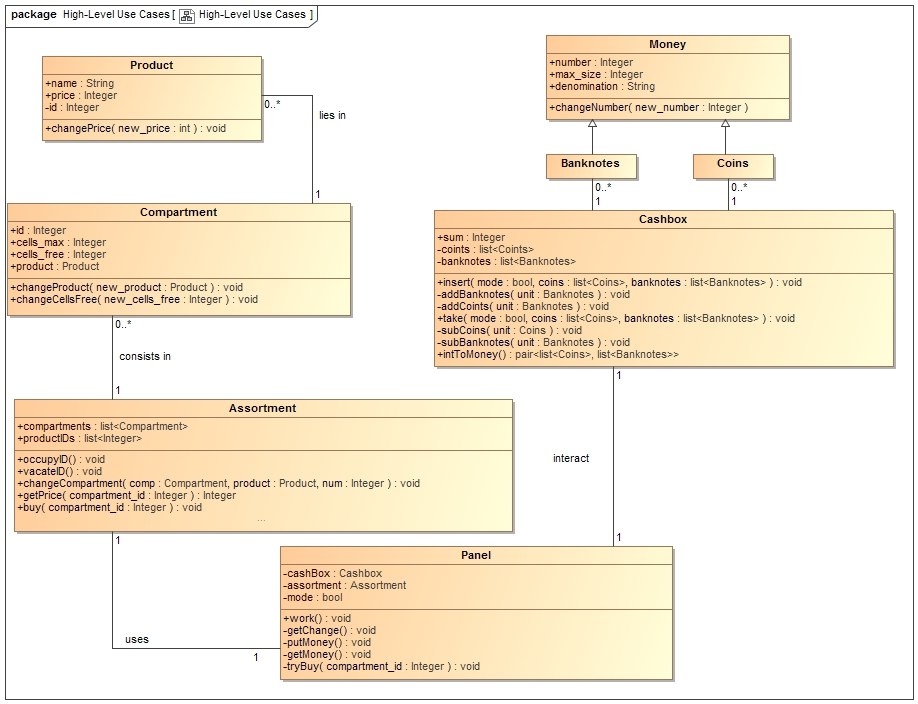 package High-Level Use Cases [ High-Level Use Cases ]
Product
+name : String
+price : Integer
-id : Integer
+changePrice( new_price : int ) : void
0..*
lies in
1
Money
+number : Integer
+max_size : Integer
+denomination : String
+changeNumber( new_number : Integer )
Banknotes
Coins
0..*
1
0..*
1
Compartment
+id : Integer
+cells_max : Integer
+cells_free : Integer
+product : Product
+changeProduct( new_product : Product ) : void
+changeCellsFree( new_cells_free : Integer ) : void
0..*
consists in
1
Cashbox
+sum : Integer
-coints : list<Coints>
-banknotes : list<Banknotes>
+insert( mode : bool, coins : list<Coins>, banknotes : list<Banknotes> ) : void
-addBanknotes( unit : Banknotes ) : void
-addCoints( unit : Banknotes ) : void
+take( mode : bool, coins : list<Coins>, banknotes : list<Banknotes> ) : void
-subCoins( unit : Coins ) : void
-subBanknotes( unit : Banknotes ) : void
+intToMoney() : pair<list<Coins>, list<Banknotes>>
1
interact
1
Assortment
+compartments : list<Compartment>
+productIDs : list<Integer>
+occupyID() : void
+vacateID() : void
+changeCompartment( comp : Compartment, product : Product, num : Integer ) : void
+getPrice( compartment_id : Integer ) : Integer
+buy( compartment_id : Integer ) : void
...
1
uses
1
Panel
-cashBox : Cashbox
-assortment : Assortment
-mode : bool
+work() : void
-getChange() : void
-putMoney() : void
-getMoney() : void
-tryBuy( compartment_id : Integer ) : void